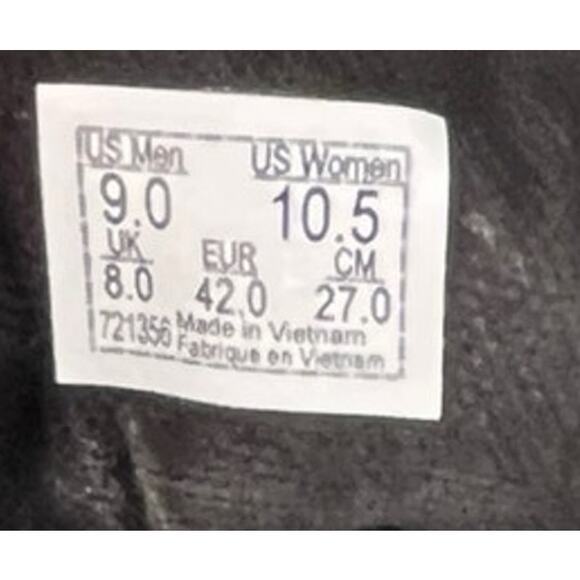 US Men US Women
9.0 10.5
UK EUR CM
8.0 42.0 27.0
721356 Made in Vietnam
Fabrique en Vietnam